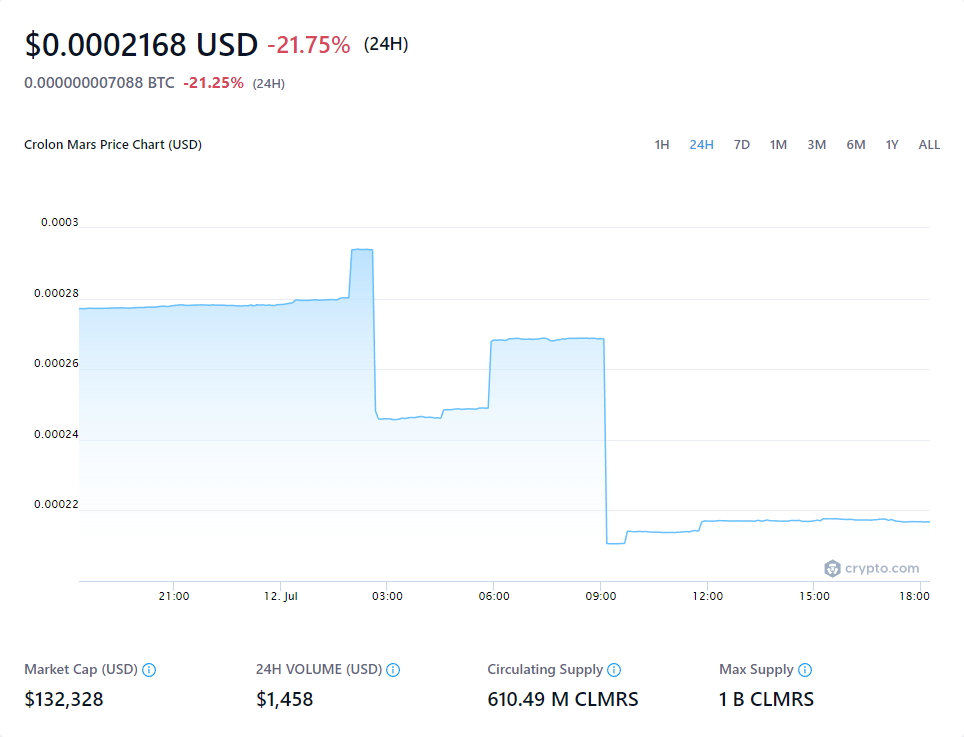 $0.0002168 USD -21.75% (24H)
0.000000007088 BTC -21.25% (24H)
Crolon Mars Price Chart (USD) 1H 24H 7D 1M 3M 6M 1Y ALL
0.0003
0.00028
0.00026
0.00024
0.00022
crypto.com
21:00 12. Jul 03:00 06:00 09:00 12:00 15:00 18:00
Market Cap (USD) 24H VOLUME (USD) Circulating Supply Max Supply
$132,328 $1,458 610.49 M CLMRS 1 B CLMRS